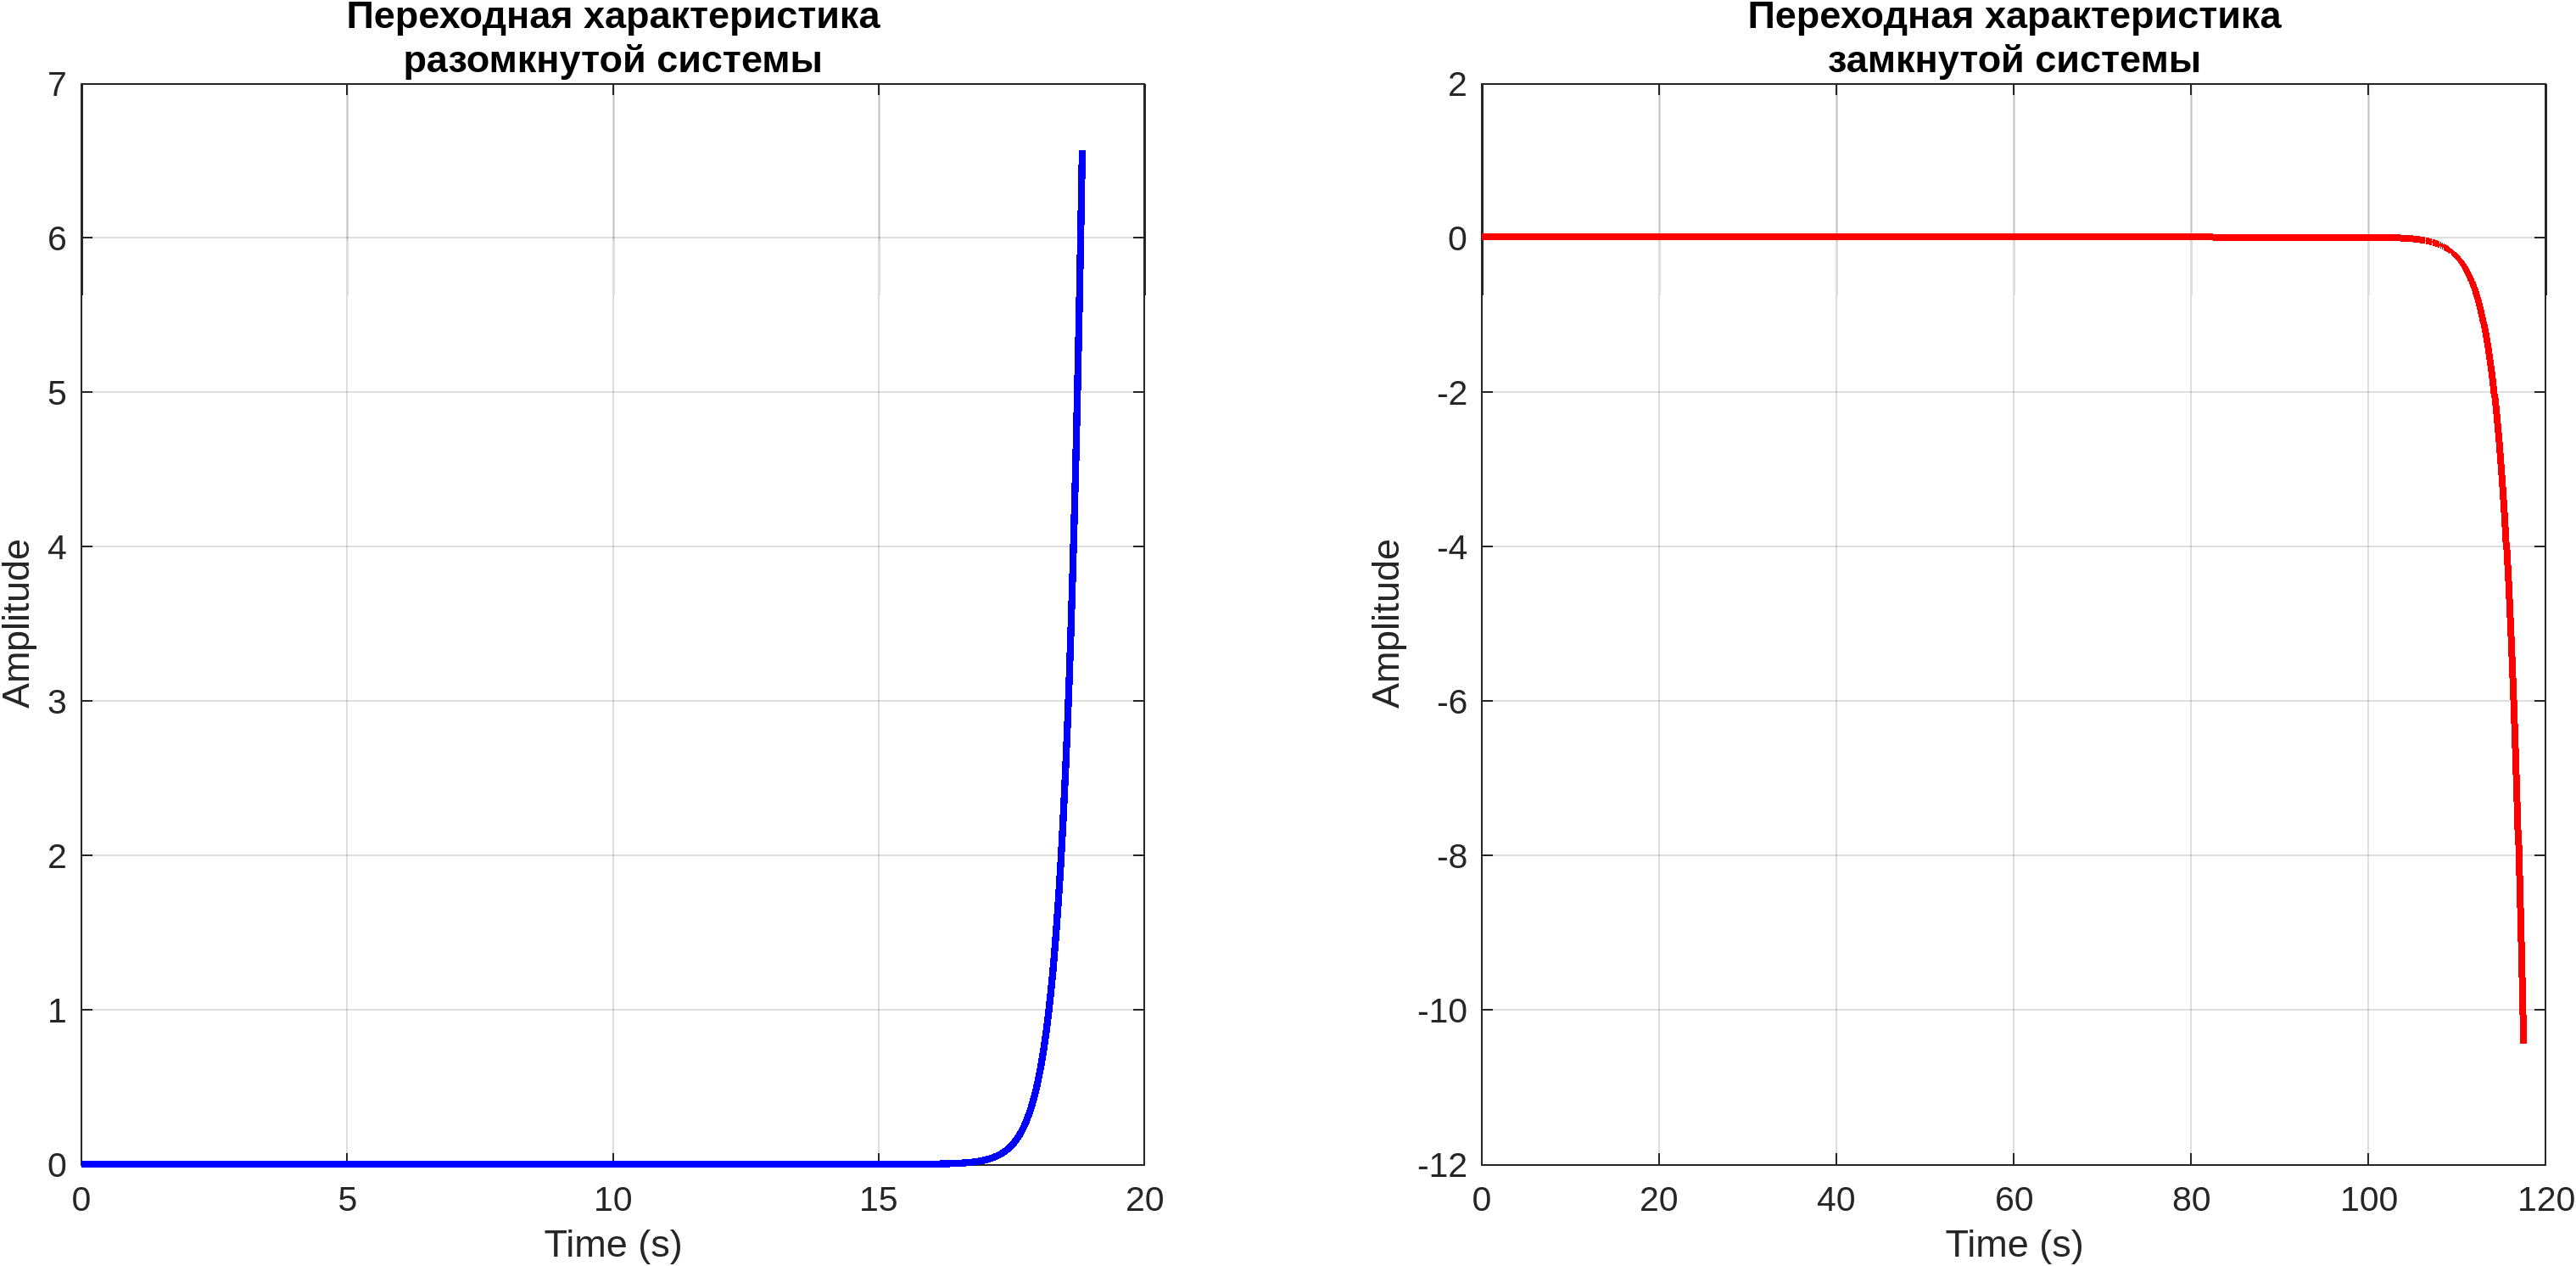 Переходная характеристика
разомкнутой системы
7
6
5
4
3
2
1
0
Amplitude
0 5 10 15 20
Time (s)
Переходная характеристика
замкнутой системы
2
0
-2
-4
-6
-8
-10
-12
Amplitude
0 20 40 60 80 100 120
Time (s)